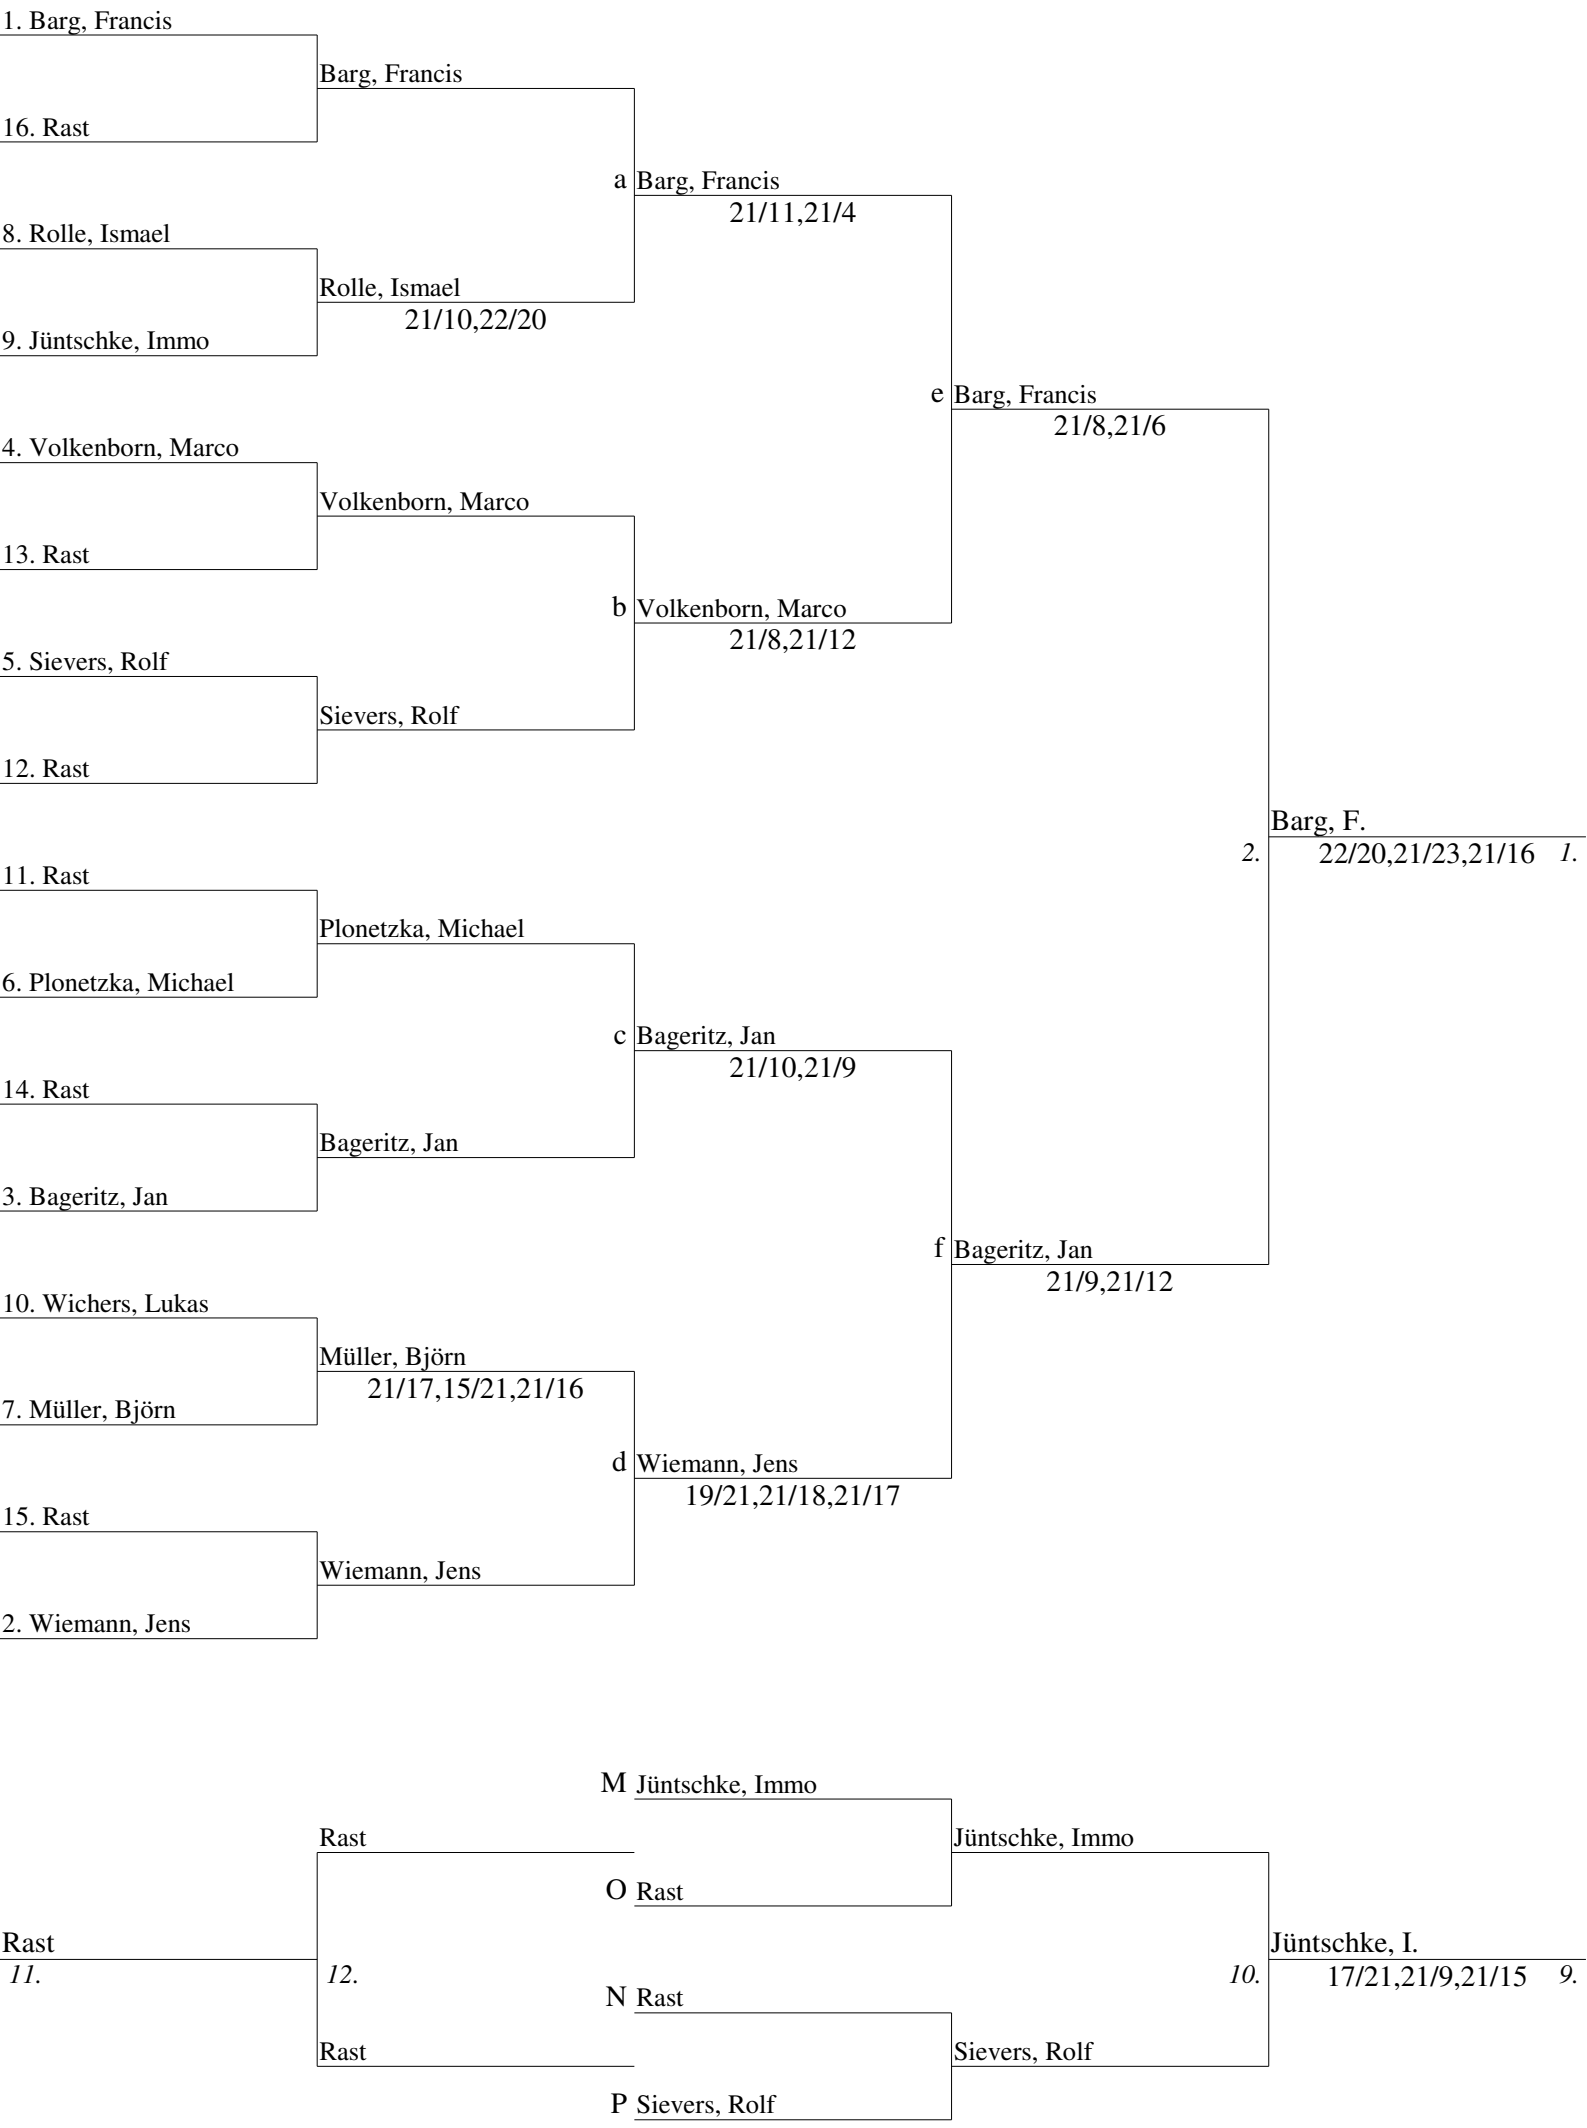 1. Barg, Francis
Barg, Francis
16. Rast
a Barg, Francis
21/11,21/4
8. Rolle, Ismael
Rolle, Ismael
21/10,22/20
9. Jüntschke, Immo
e Barg, Francis
21/8,21/6
4. Volkenborn, Marco
Volkenborn, Marco
13. Rast
b Volkenborn, Marco
21/8,21/12
5. Sievers, Rolf
Sievers, Rolf
12. Rast
Barg, F.
2. 22/20,21/23,21/16 1.
11. Rast
Plonetzka, Michael
6. Plonetzka, Michael
c Bageritz, Jan
21/10,21/9
14. Rast
Bageritz, Jan
3. Bageritz, Jan
f Bageritz, Jan
21/9,21/12
10. Wichers, Lukas
Müller, Björn
21/17,15/21,21/16
7. Müller, Björn
d Wiemann, Jens
19/21,21/18,21/17
15. Rast
Wiemann, Jens
2. Wiemann, Jens
M Jüntschke, Immo
Rast Jüntschke, Immo
O Rast
Rast Jüntschke, I.
11. 12. 10. 17/21,21/9,21/15 9.
N Rast
Rast Sievers, Rolf
P Sievers, Rolf